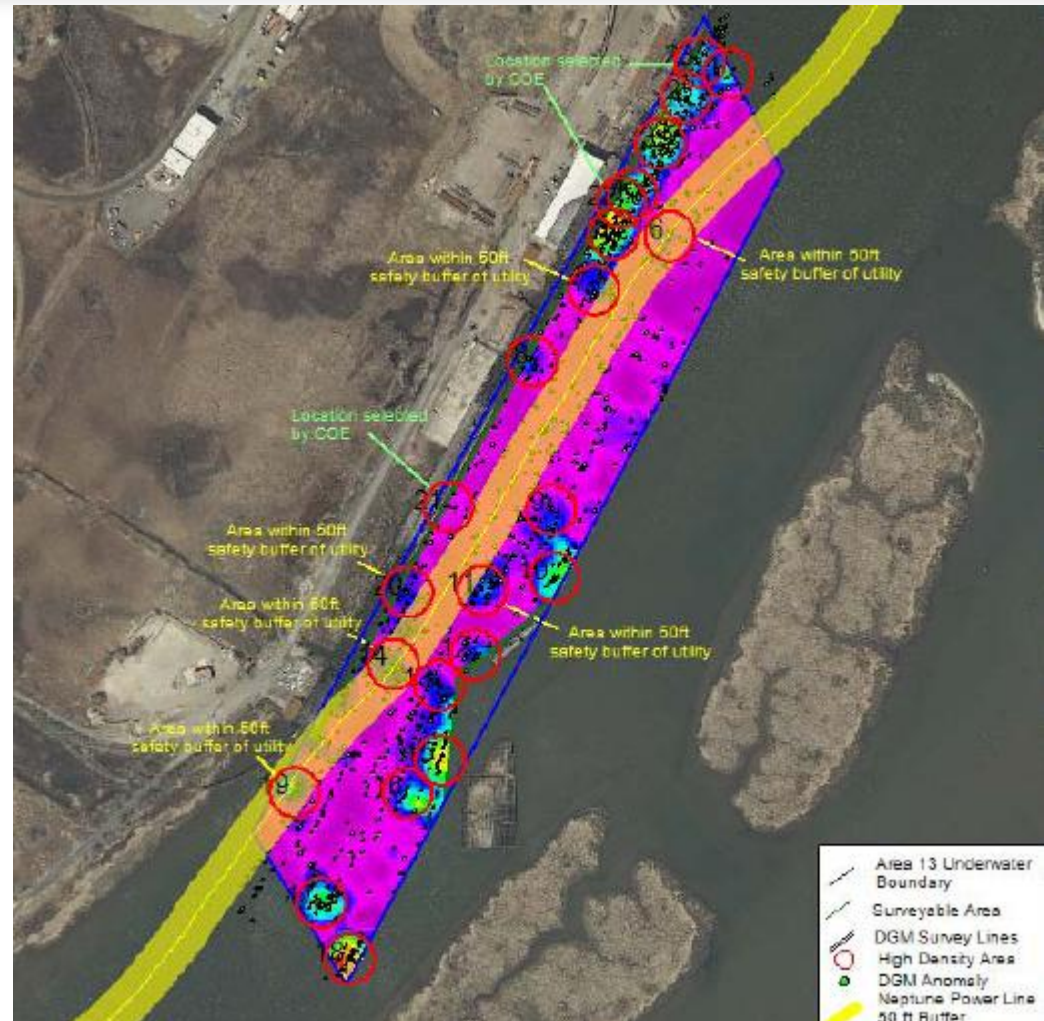 Location selected
by COE
Area within 50ft
safety buffer of utility
6
Area within 50ft
safety buffer of utility
Location selected
by COE
21
Area within 50ft
safety buffer of utility
11
10
Area within 50ft
safety buffer of utility
4
Area within 50ft
safety buffer of utility
Area within 50ft
safety buffer of utility
9
Area 13 Underwater
Boundary
Surveyable Area
DGM Survey Lines
High Density Area
DGM Anomaly
Neptune Power Line
50 ft Buffer